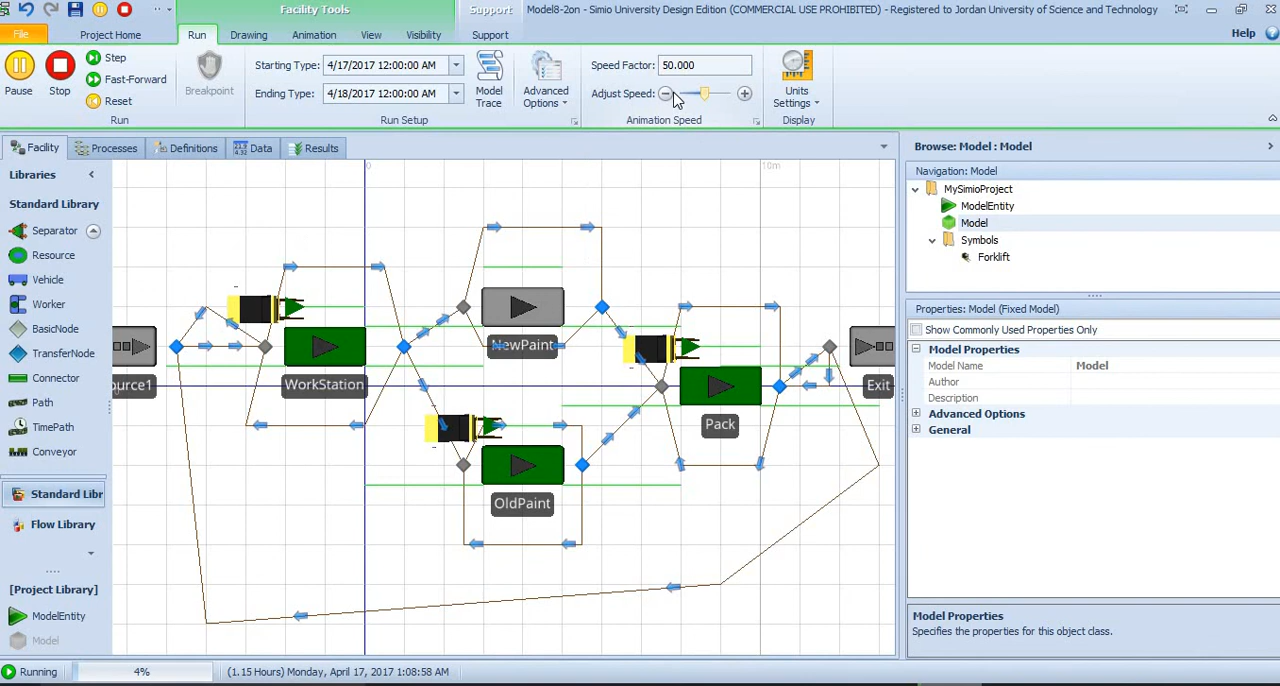 Facility Tools
Support
Model8-2on - Simio University Design Edition (COMMERCIAL USE PROHIBITED) - Registered to Jordan University of Science and Technology
File
Project Home
Run
Drawing
Animation
View
Visibility
Support
Help
Pause
Stop
Step
Fast-Forward
Reset
Run
Breakpoint
Starting Type: 4/17/2017 12:00:00 AM
Ending Type: 4/18/2017 12:00:00 AM
Run Setup
Model
Trace
Advanced
Options
Speed Factor: 50.000
Adjust Speed:
Animation Speed
Units
Settings
Display
Facility
Processes
Definitions
Data
Results
Libraries
Standard Library
Separator
Resource
Vehicle
Worker
BasicNode
TransferNode
Connector
Path
TimePath
Conveyor
Standard Libr
Flow Library
[Project Library]
ModelEntity
Model
0
10m
ource1
WorkStation
NewPaint
OldPaint
Pack
Exit
Browse: Model : Model
Navigation: Model
MySimioProject
ModelEntity
Model
Symbols
Forklift
Properties: Model (Fixed Model)
Show Commonly Used Properties Only
Model Properties
Model Name Model
Author
Description
Advanced Options
General
Model Properties
Specifies the properties for this object class.
Running
4%
(1.15 Hours) Monday, April 17, 2017 1:08:58 AM